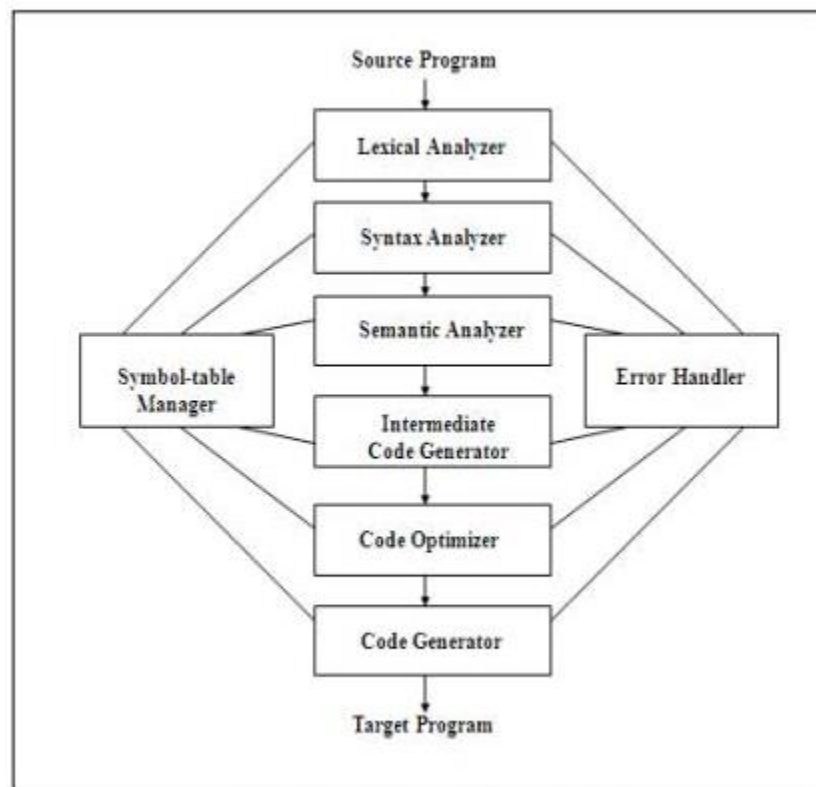 Source Program
Lexical Analyzer
Syntax Analyzer
Semantic Analyzer
Symbol-table
Manager
Error Handler
Intermediate
Code Generator
Code Optimizer
Code Generator
Target Program